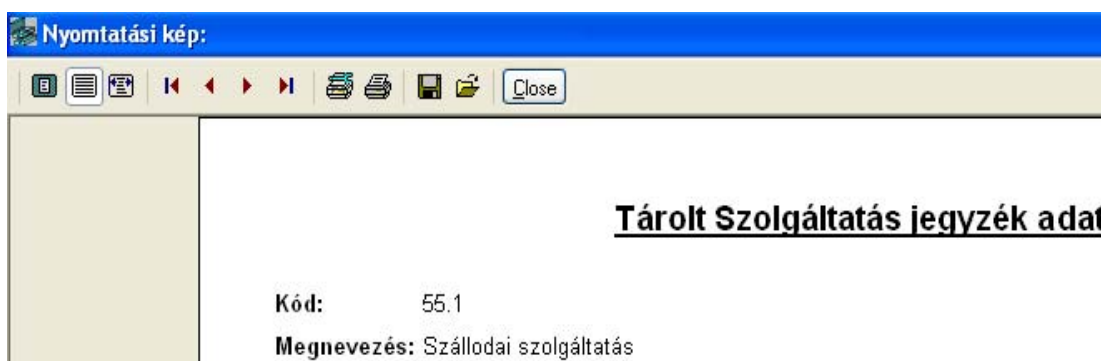 Nyomtatási kép:
Close
Tárolt Szolgáltatás jegyzék adat
Kód: 55.1
Megnevezés: Szállodai szolgáltatás